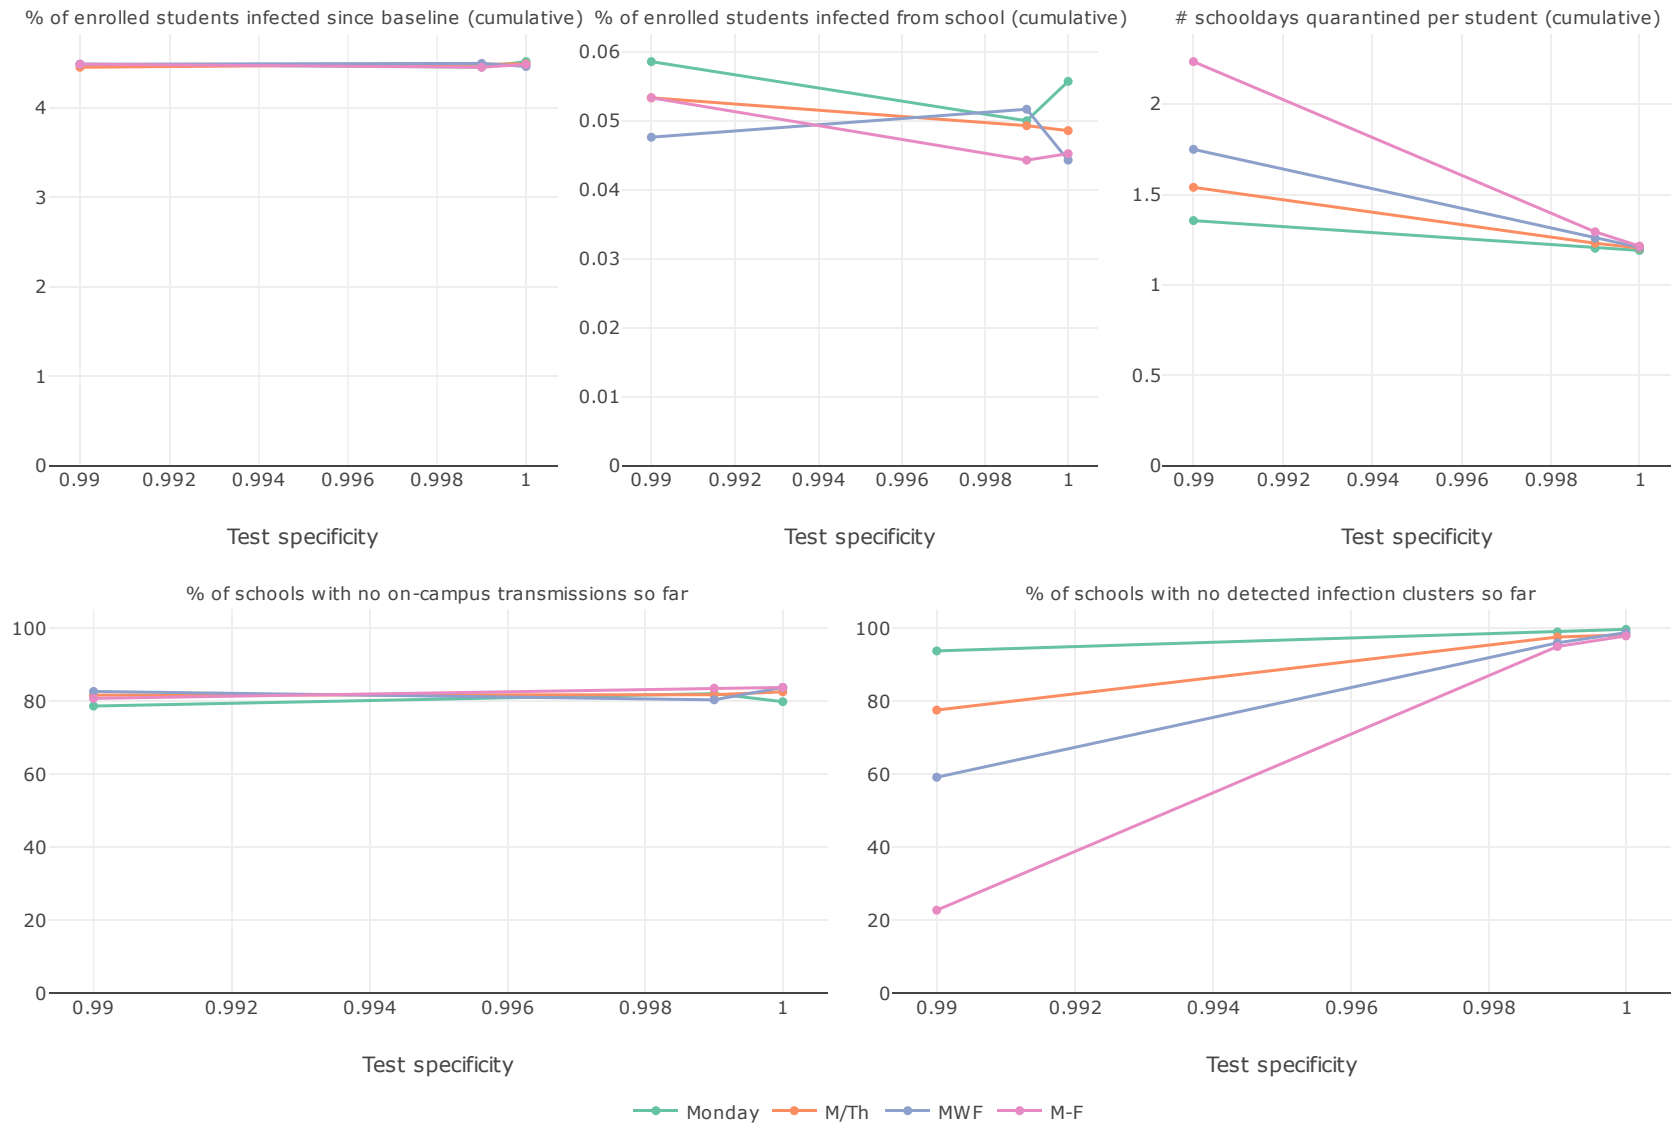 % of enrolled students infected since baseline (cumulative)
% of enrolled students infected from school (cumulative)
# schooldays quarantined per student (cumulative)
4
3
2
1
0
0.99 0.992 0.994 0.996 0.998 1
Test specificity
0.06
0.05
0.04
0.03
0.02
0.01
0
0.99 0.992 0.994 0.996 0.998 1
Test specificity
2
1.5
1
0.5
0
0.99 0.992 0.994 0.996 0.998 1
Test specificity
% of schools with no on-campus transmissions so far
100
80
60
40
20
0
0.99 0.992 0.994 0.996 0.998 1
Test specificity
% of schools with no detected infection clusters so far
100
80
60
40
20
0
0.99 0.992 0.994 0.996 0.998 1
Test specificity
Monday M/Th MWF M-F